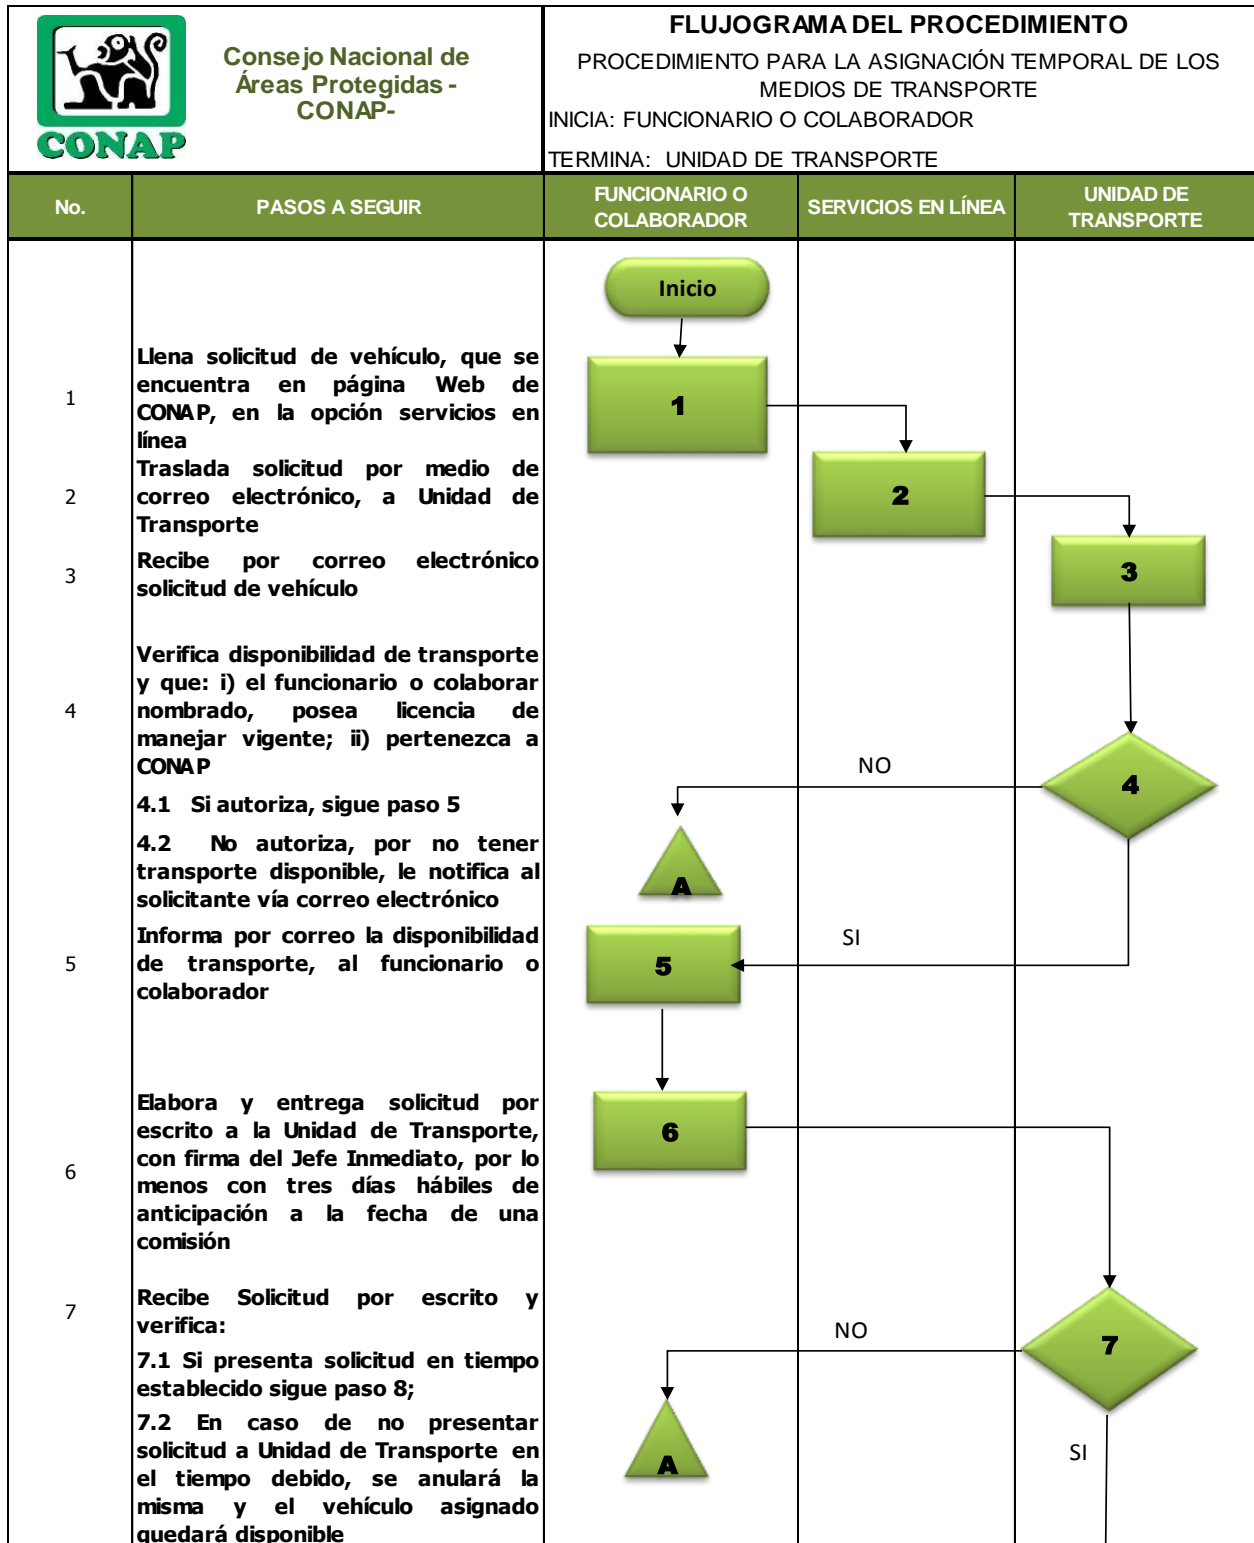 CONAP
Consejo Nacional de
Áreas Protegidas -
CONAP-
FLUJOGRAMA DEL PROCEDIMIENTO
PROCEDIMIENTO PARA LA ASIGNACIÓN TEMPORAL DE LOS
MEDIOS DE TRANSPORTE
INICIA: FUNCIONARIO O COLABORADOR
TERMINA: UNIDAD DE TRANSPORTE
No.
PASOS A SEGUIR
FUNCIONARIO O
COLABORADOR
SERVICIOS EN LÍNEA
UNIDAD DE
TRANSPORTE
Inicio
1
Llena solicitud de vehículo, que se
encuentra en página Web de
CONAP, en la opción servicios en
línea
1
2
Traslada solicitud por medio de
correo electrónico, a Unidad de
Transporte
2
3
Recibe por correo electrónico
solicitud de vehículo
3
4
Verifica disponibilidad de transporte
y que: i) el funcionario o colaborar
nombrado, posea licencia de
manejar vigente; ii) pertenezca a
CONAP
4
NO
4.1 Si autoriza, sigue paso 5
4.2 No autoriza, por no tener
transporte disponible, le notifica al
solicitante vía correo electrónico
A
5
Informa por correo la disponibilidad
de transporte, al funcionario o
colaborador
5
SI
6
Elabora y entrega solicitud por
escrito a la Unidad de Transporte,
con firma del Jefe Inmediato, por lo
menos con tres días hábiles de
anticipación a la fecha de una
comisión
6
7
Recibe Solicitud por escrito y
verifica:
7
NO
7.1 Si presenta solicitud en tiempo
establecido sigue paso 8;
7.2 En caso de no presentar
solicitud a Unidad de Transporte en
el tiempo debido, se anulará la
misma y el vehículo asignado
quedará disponible
A
SI